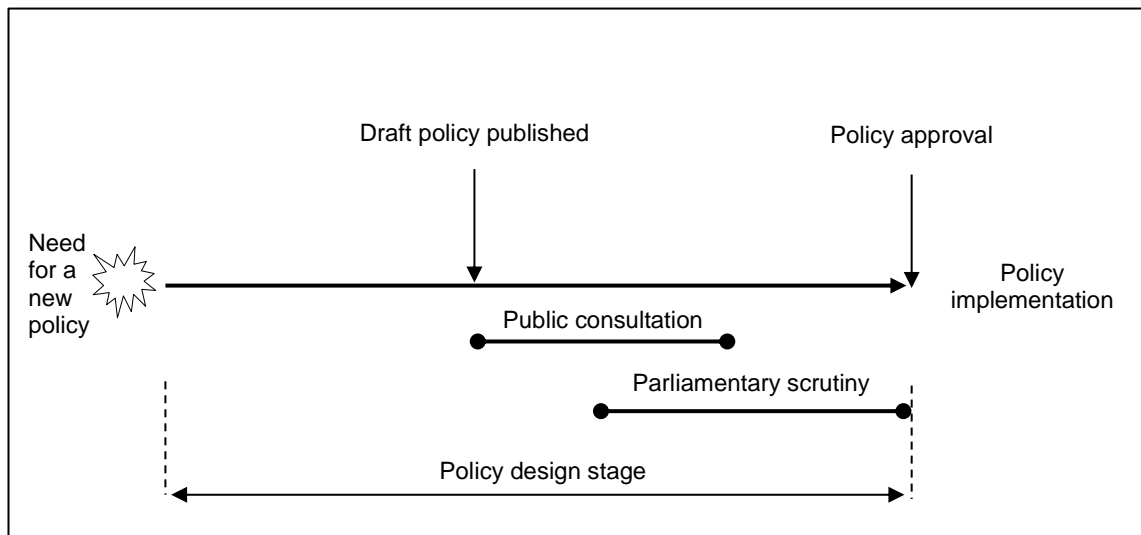 Draft policy published
Policy approval
Need
for a
new
policy
Policy
implementation
Public consultation
Parliamentary scrutiny
Policy design stage